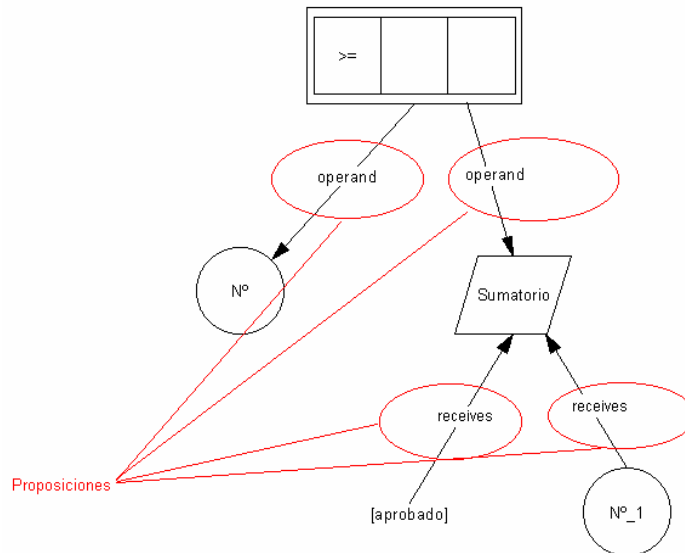 >=
operand
operand
Nº
Sumatorio
receives
receives
Proposiciones
[aprobado]
Nº_1